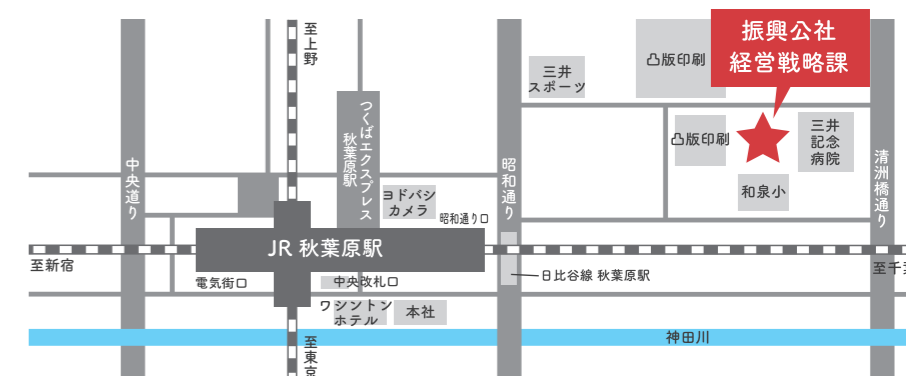 至上野
振興公社
経営戦略課
凸版印刷
三井
スポーツ
つくばエクスプレス
秋葉原駅
凸版印刷
三井
記念
病院
中央通り
昭和通り
清洲橋通り
ヨドバシ
カメラ
和泉小
昭和通り口
JR 秋葉原駅
至新宿
電気街口
中央改札口
日比谷線 秋葉原駅
至千
ワシントン
ホテル
本社
神田川
至東京